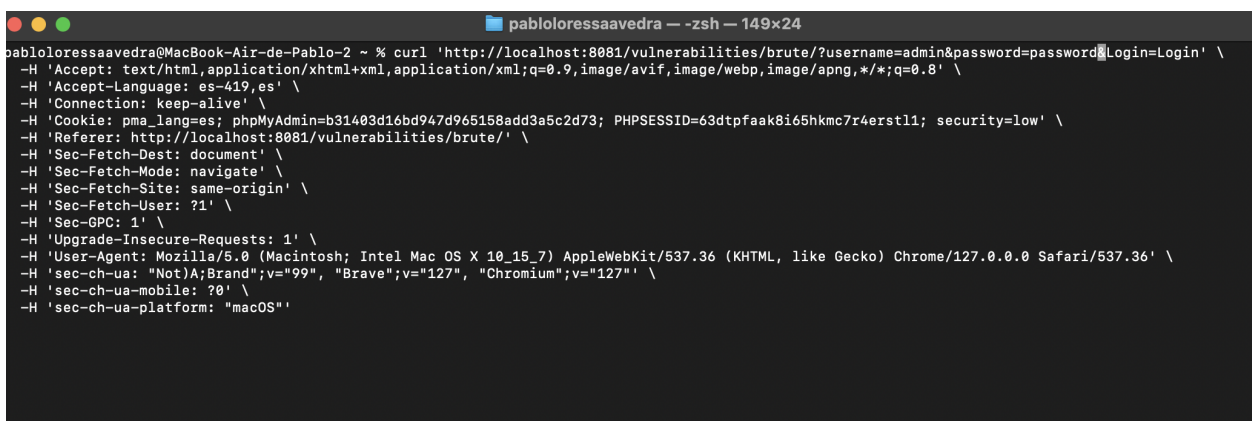 pabloloressaavedra — -zsh — 149×24
pabloloressaavedra@MacBook-Air-de-Pablo-2 ~ % curl 'http://localhost:8081/vulnerabilities/brute/?username=admin&password=password&Login=Login' \
-H 'Accept: text/html,application/xhtml+xml,application/xml;q=0.9,image/avif,image/webp,image/apng,*/*;q=0.8' \
-H 'Accept-Language: es-419,es' \
-H 'Connection: keep-alive' \
-H 'Cookie: pma_lang=es; phpMyAdmin=b31403d16bd947d965158add3a5c2d73; PHPSESSID=63dtpfaak8i65hkmc7r4erstl1; security=low' \
-H 'Referer: http://localhost:8081/vulnerabilities/brute/' \
-H 'Sec-Fetch-Dest: document' \
-H 'Sec-Fetch-Mode: navigate' \
-H 'Sec-Fetch-Site: same-origin' \
-H 'Sec-Fetch-User: ?1' \
-H 'Sec-GPC: 1' \
-H 'Upgrade-Insecure-Requests: 1' \
-H 'User-Agent: Mozilla/5.0 (Macintosh; Intel Mac OS X 10_15_7) AppleWebKit/537.36 (KHTML, like Gecko) Chrome/127.0.0.0 Safari/537.36' \
-H 'sec-ch-ua: "Not)A;Brand";v="99", "Brave";v="127", "Chromium";v="127"' \
-H 'sec-ch-ua-mobile: ?0' \
-H 'sec-ch-ua-platform: "macOS"'